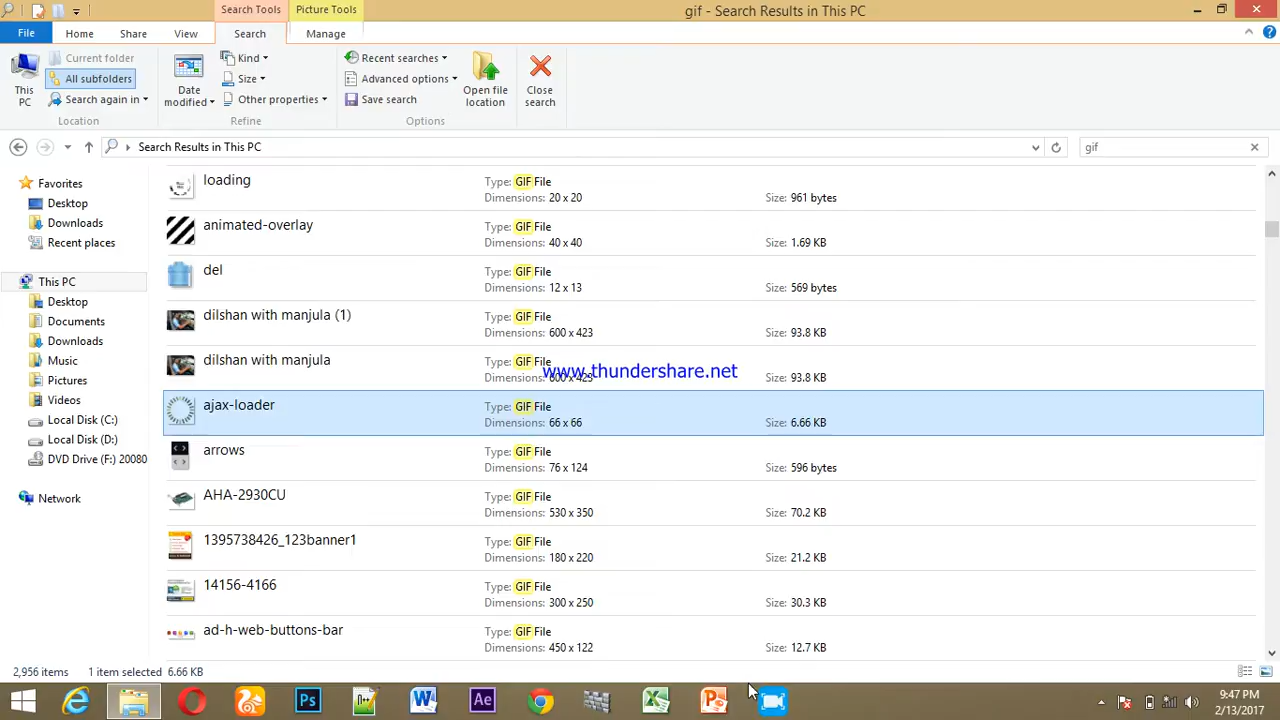 Search Tools
Picture Tools
gif - Search Results in This PC
File
Home
Share
View
Search
Manage
This PC
Current folder
All subfolders
Search again in
Location
Date modified
Kind
Size
Other properties
Refine
Recent searches
Advanced options
Save search
Options
Open file location
Close search
Search Results in This PC
gif
Favorites
Desktop
Downloads
Recent places
This PC
Desktop
Documents
Downloads
Music
Pictures
Videos
Local Disk (C:)
Local Disk (D:)
DVD Drive (F:) 20080
Network
loading
Type: GIF File
Dimensions: 20 x 20
Size: 961 bytes
animated-overlay
Type: GIF File
Dimensions: 40 x 40
Size: 1.69 KB
del
Type: GIF File
Dimensions: 12 x 13
Size: 569 bytes
dilshan with manjula (1)
Type: GIF File
Dimensions: 600 x 423
Size: 93.8 KB
dilshan with manjula
Type: GIF File
Dimensions: 600 x 423
Size: 93.8 KB
www.thundershare.net
ajax-loader
Type: GIF File
Dimensions: 66 x 66
Size: 6.66 KB
arrows
Type: GIF File
Dimensions: 76 x 124
Size: 596 bytes
AHA-2930CU
Type: GIF File
Dimensions: 530 x 350
Size: 70.2 KB
1395738426_123banner1
Type: GIF File
Dimensions: 180 x 220
Size: 21.2 KB
14156-4166
Type: GIF File
Dimensions: 300 x 250
Size: 30.3 KB
ad-h-web-buttons-bar
Type: GIF File
Dimensions: 450 x 122
Size: 12.7 KB
2,956 items
1 item selected 6.66 KB
Ps
Ae
9:47 PM
2/13/2017